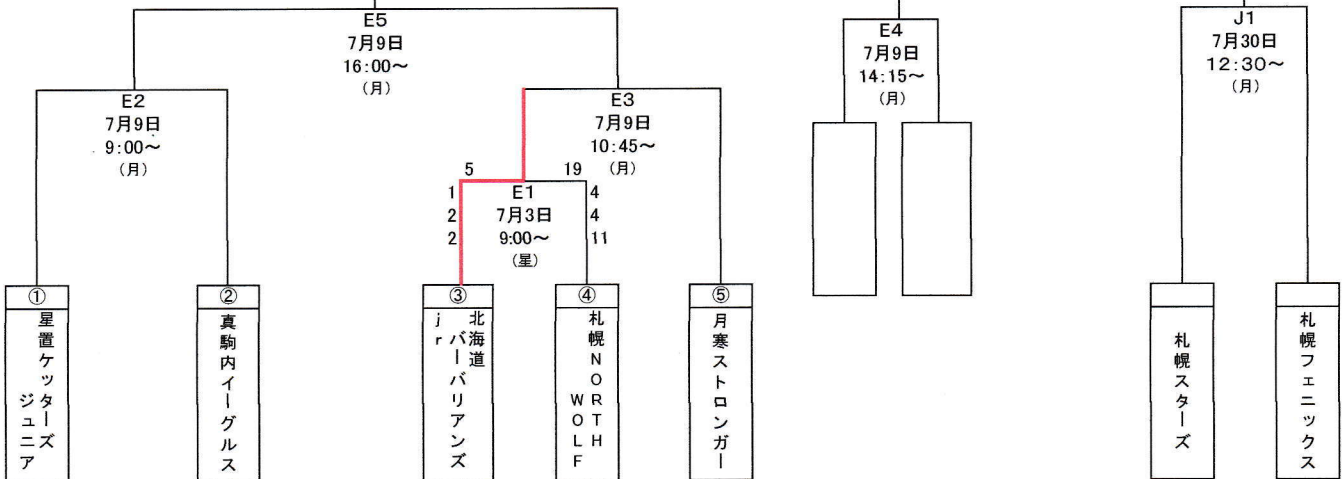 E5
7月9日
16:00～
(月)
E4
7月9日
14:15～
(月)
J1
7月30日
12:30～
(月)
E2
7月9日
9:00～
(月)
E3
7月9日
10:45～
(月)
5
19
1
2
2
E1
7月3日
9:00～
(星)
4
4
11
①
星置ケッターズ
ジュニア
②
真駒内イーグルス
③
北海道
バーバリアンズ
jr
④
札幌NORTH
WOLF
⑤
月寒ストロンガー
札幌スターズ
札幌フェニックス